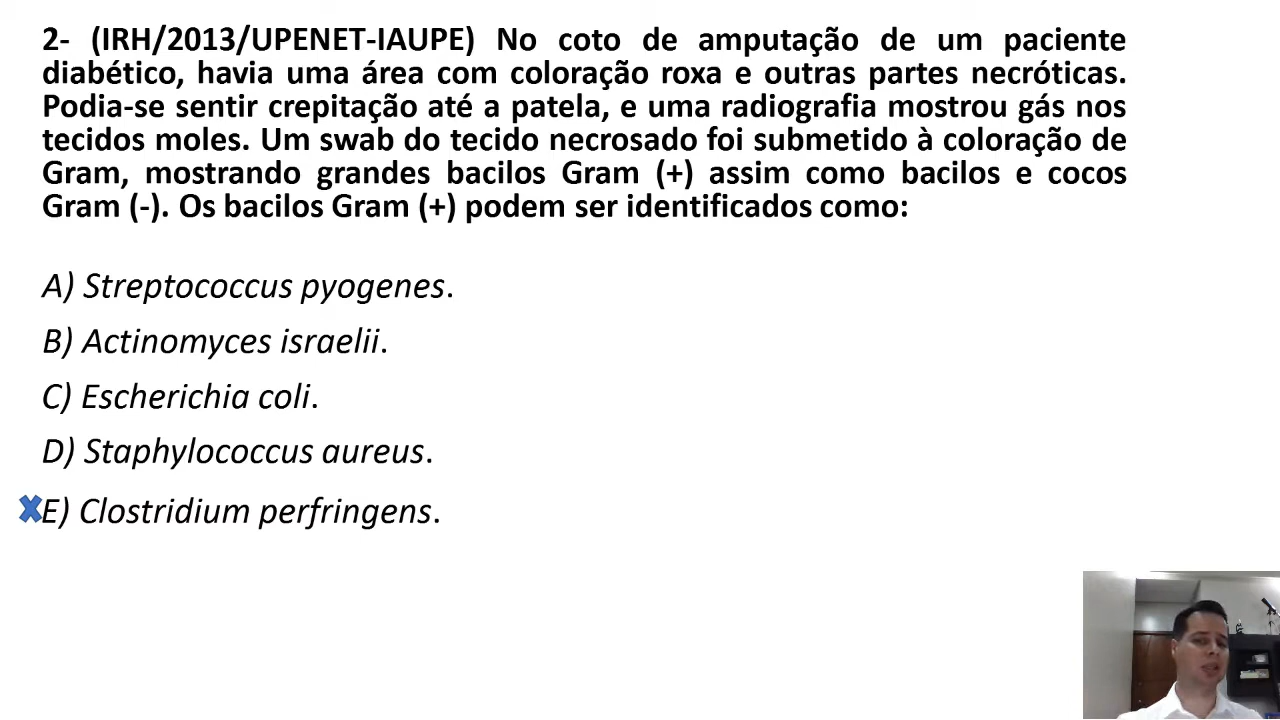 2- (IRH/2013/UPENET-IAUPE) No coto de amputação de um paciente
diabético, havia uma área com coloração roxa e outras partes necróticas.
Podia-se sentir crepitação até a patela, e uma radiografia mostrou gás nos
tecidos moles. Um swab do tecido necrosado foi submetido à coloração de
Gram, mostrando grandes bacilos Gram (+) assim como bacilos e cocos
Gram (-). Os bacilos Gram (+) podem ser identificados como:
A) Streptococcus pyogenes.
B) Actinomyces israelii.
C) Escherichia coli.
D) Staphylococcus aureus.
E) Clostridium perfringens.